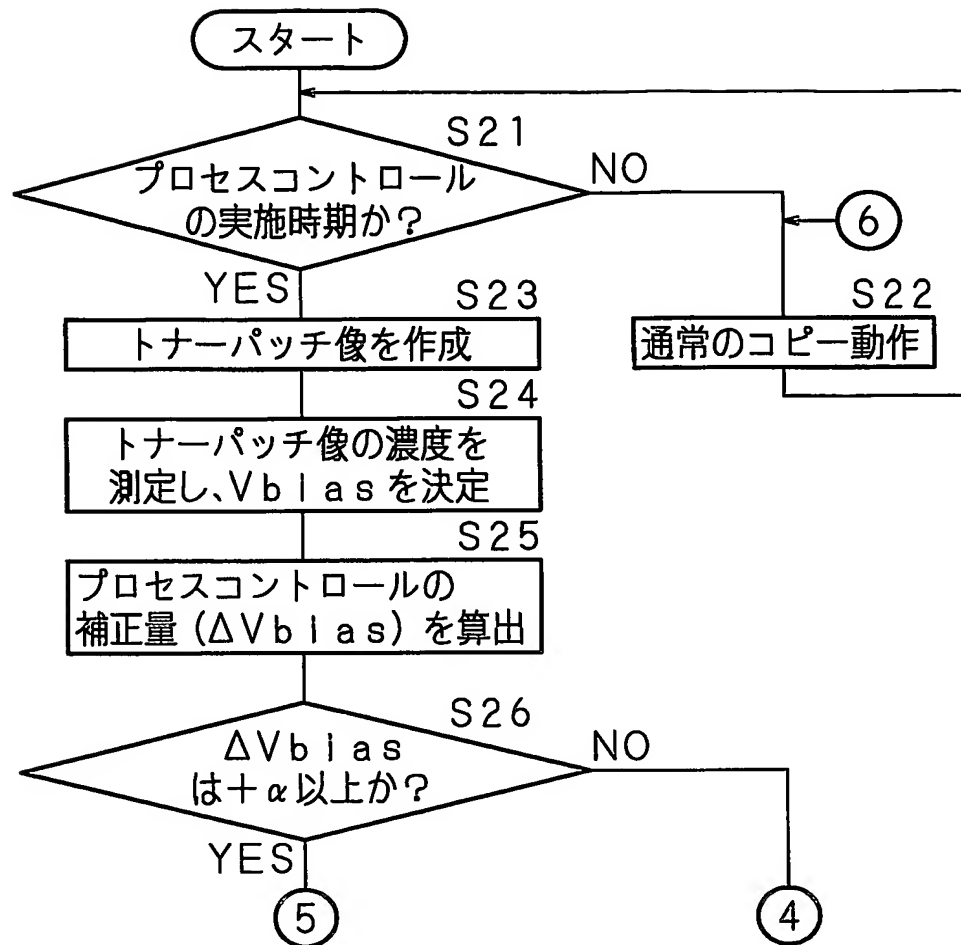 スタート
S21
プロセスコントロール
の実施時期か？
NO
6
YES
S23
トナーパッチ像を作成
S22
通常のコピー動作
S24
トナーパッチ像の濃度を
測定し、Vbiasを決定
S25
プロセスコントロールの
補正量(ΔVbias)を算出
S26
ΔVbias
は＋α以上か？
NO
YES
5
4